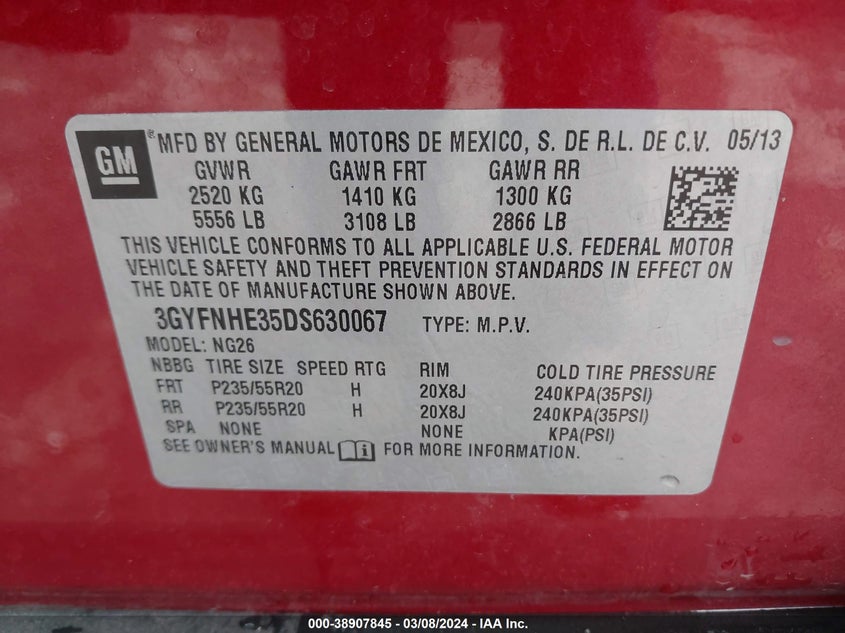 GM ® MFD BY GENERAL MOTORS DE MEXICO, S. DE R.L. DE C.V. 05/13
GVWR GAWR FRT GAWR RR
2520 KG 1410 KG 1300 KG
5556 LB 3108 LB 2866 LB
THIS VEHICLE CONFORMS TO ALL APPLICABLE U.S. FEDERAL MOTOR
VEHICLE SAFETY AND THEFT PREVENTION STANDARDS IN EFFECT ON
THE DATE OF MANUFACTURE SHOWN ABOVE.
3GYFNHE35DS630067 TYPE: M.P.V.
MODEL: NG26
NBBG TIRE SIZE SPEED RTG RIM COLD TIRE PRESSURE
FRT P235/55R20 H 20X8J 240KPA(35PSI)
RR P235/55R20 H 20X8J 240KPA(35PSI)
SPA NONE NONE KPA(PSI)
SEE OWNER'S MANUAL FOR MORE INFORMATION.
000-38907845 - 03/08/2024 - IAA Inc.